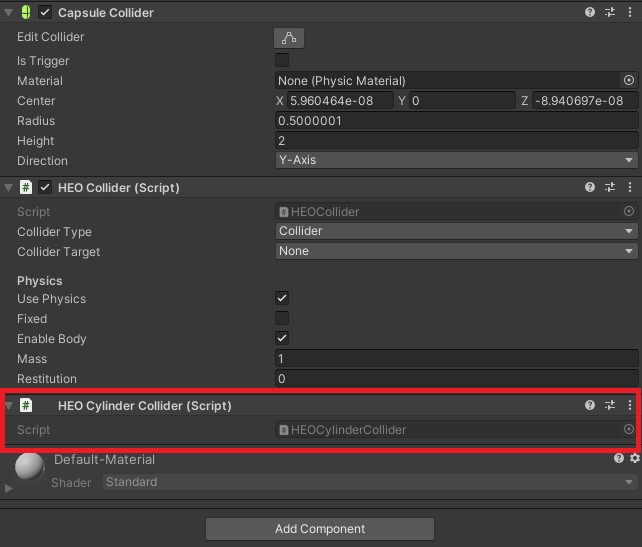 Capsule Collider
Edit Collider
Is Trigger
Material None (Physic Material)
Center X 5.960464e-08 Y 0 Z -8.940697e-08
Radius 0.5000001
Height 2
Direction Y-Axis
# HEO Collider (Script)
Script # HEOCollider
Collider Type Collider
Collider Target None
Physics
Use Physics
Fixed
Enable Body
Mass 1
Restitution 0
# HEO Cylinder Collider (Script)
Script # HEOCylinderCollider
Default-Material
Shader Standard
Add Component